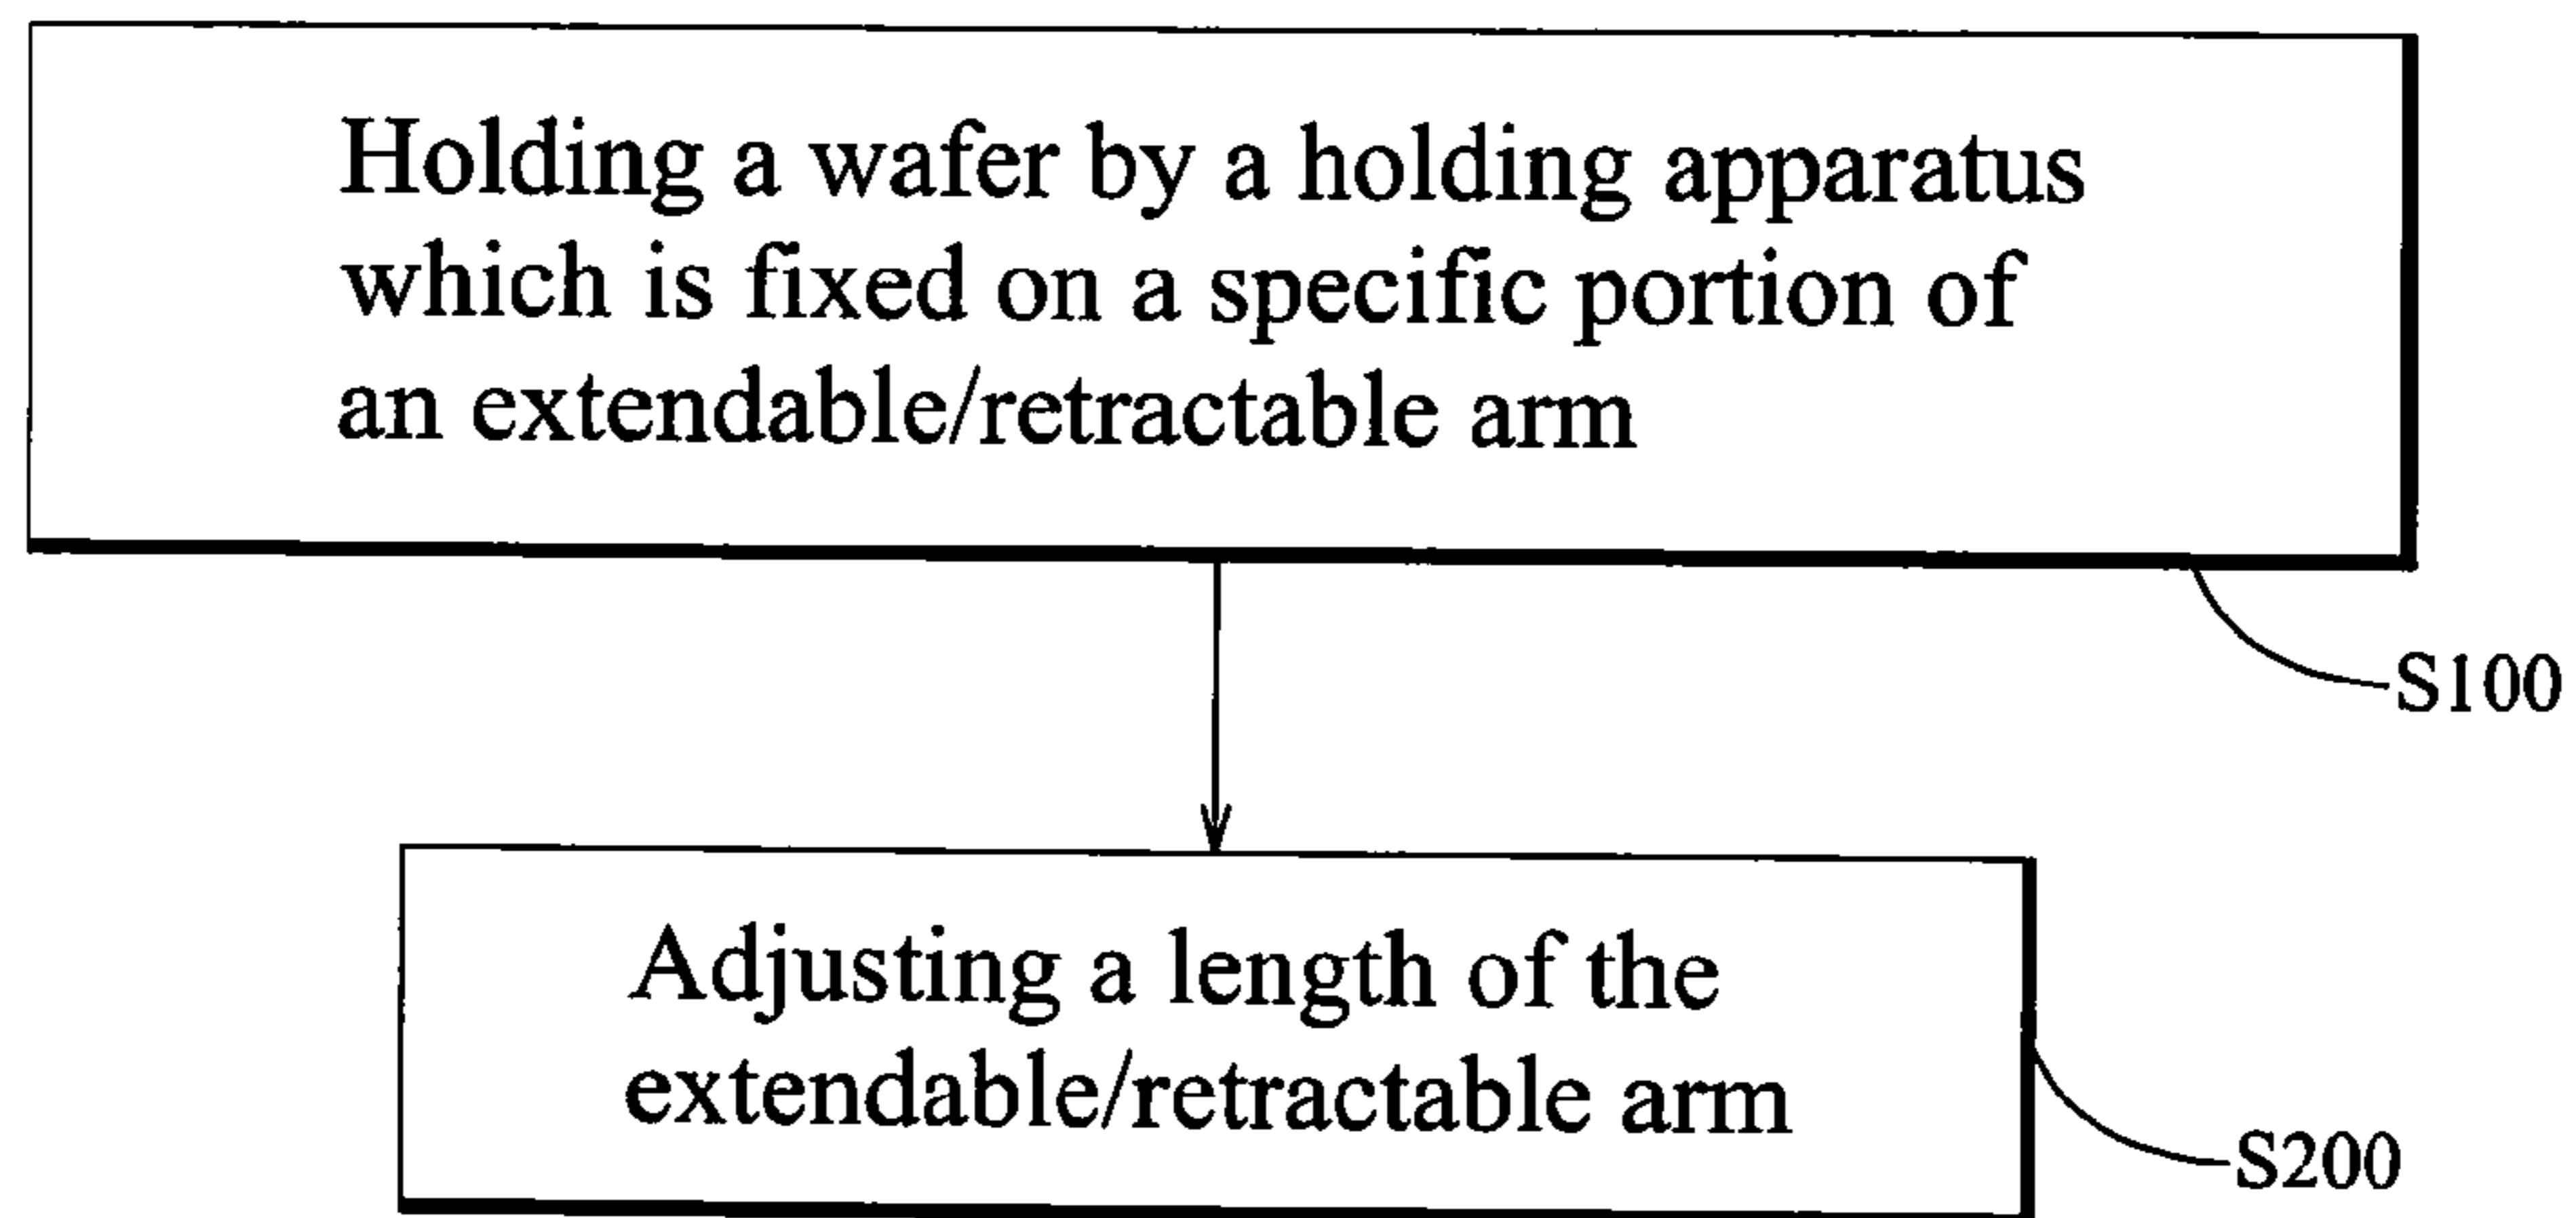 Holding a wafer by a holding apparatus
which is fixed on a specific portion of
an extendable/retractable arm
S100
Adjusting a length of the
extendable/retractable arm
S200